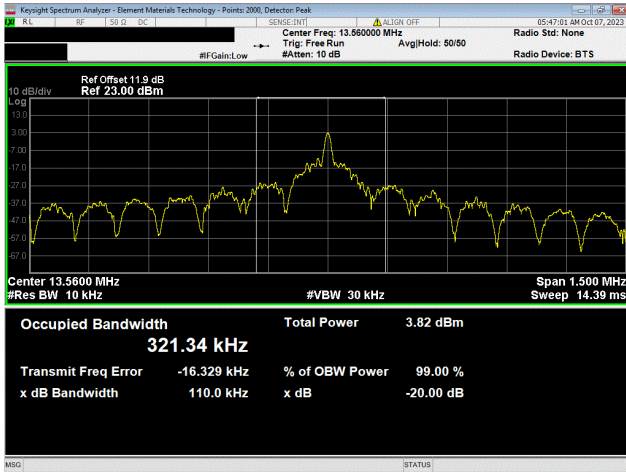 Keysight Spectrum Analyzer - Element Materials Technology - Points: 2000, Detector: Peak
RL RF 50 Ω DC SENSE:INT ALIGN OFF 05:47:01 AM Oct 07, 2023
Center Freq: 13.560000 MHz Radio Std: None
Trig: Free Run Avg|Hold: 50/50
#IFGain:Low #Atten: 10 dB Radio Device: BTS
Ref Offset 11.9 dB
10 dB/div Ref 23.00 dBm
Log
13.0
3.00
-7.00
-17.0
-27.0
-37.0
-47.0
-57.0
-67.0
Center 13.5600 MHz Span 1.500 MHz
#Res BW 10 kHz #VBW 30 kHz Sweep 14.39 ms
Occupied Bandwidth Total Power 3.82 dBm
321.34 kHz
Transmit Freq Error -16.329 kHz % of OBW Power 99.00 %
x dB Bandwidth 110.0 kHz x dB -20.00 dB
MSG STATUS